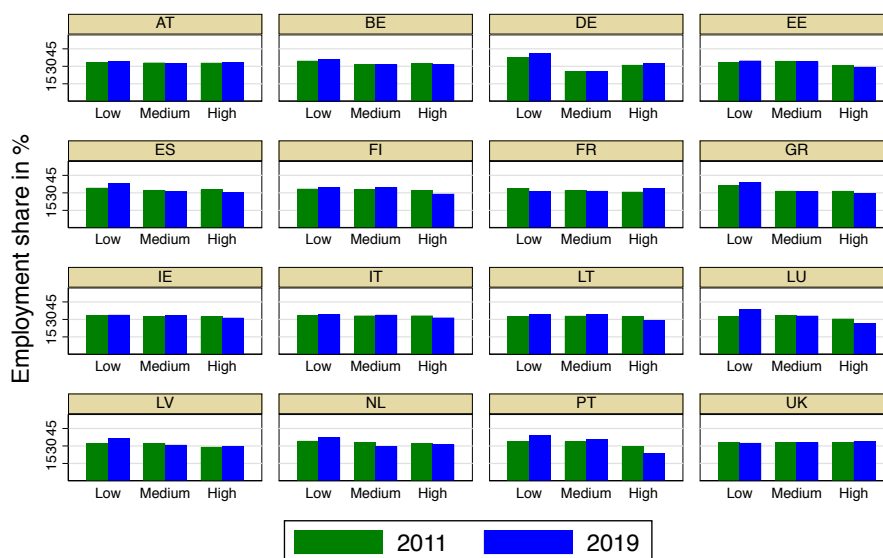 AT BE DE EE
15 30 45
Low Medium High Low Medium High Low Medium High Low Medium High
ES FI FR GR
15 30 45
Low Medium High Low Medium High Low Medium High Low Medium High
IE IT LT LU
15 30 45
Low Medium High Low Medium High Low Medium High Low Medium High
LV NL PT UK
15 30 45
Low Medium High Low Medium High Low Medium High Low Medium High
Employment share in %
2011 2019